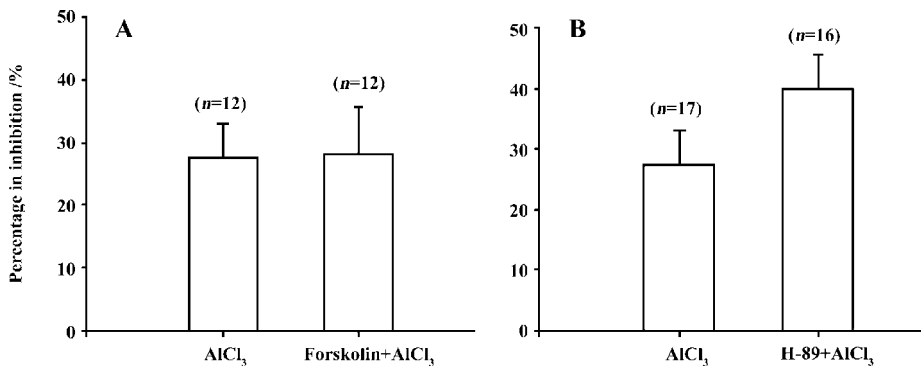 A
Percentage in inhibition /%
50
40
30
20
10
0
(n=12)
(n=12)
AlCl₃
Forskolin+AlCl₃
B
50
40
30
20
10
0
(n=17)
(n=16)
AlCl₃
H-89+AlCl₃